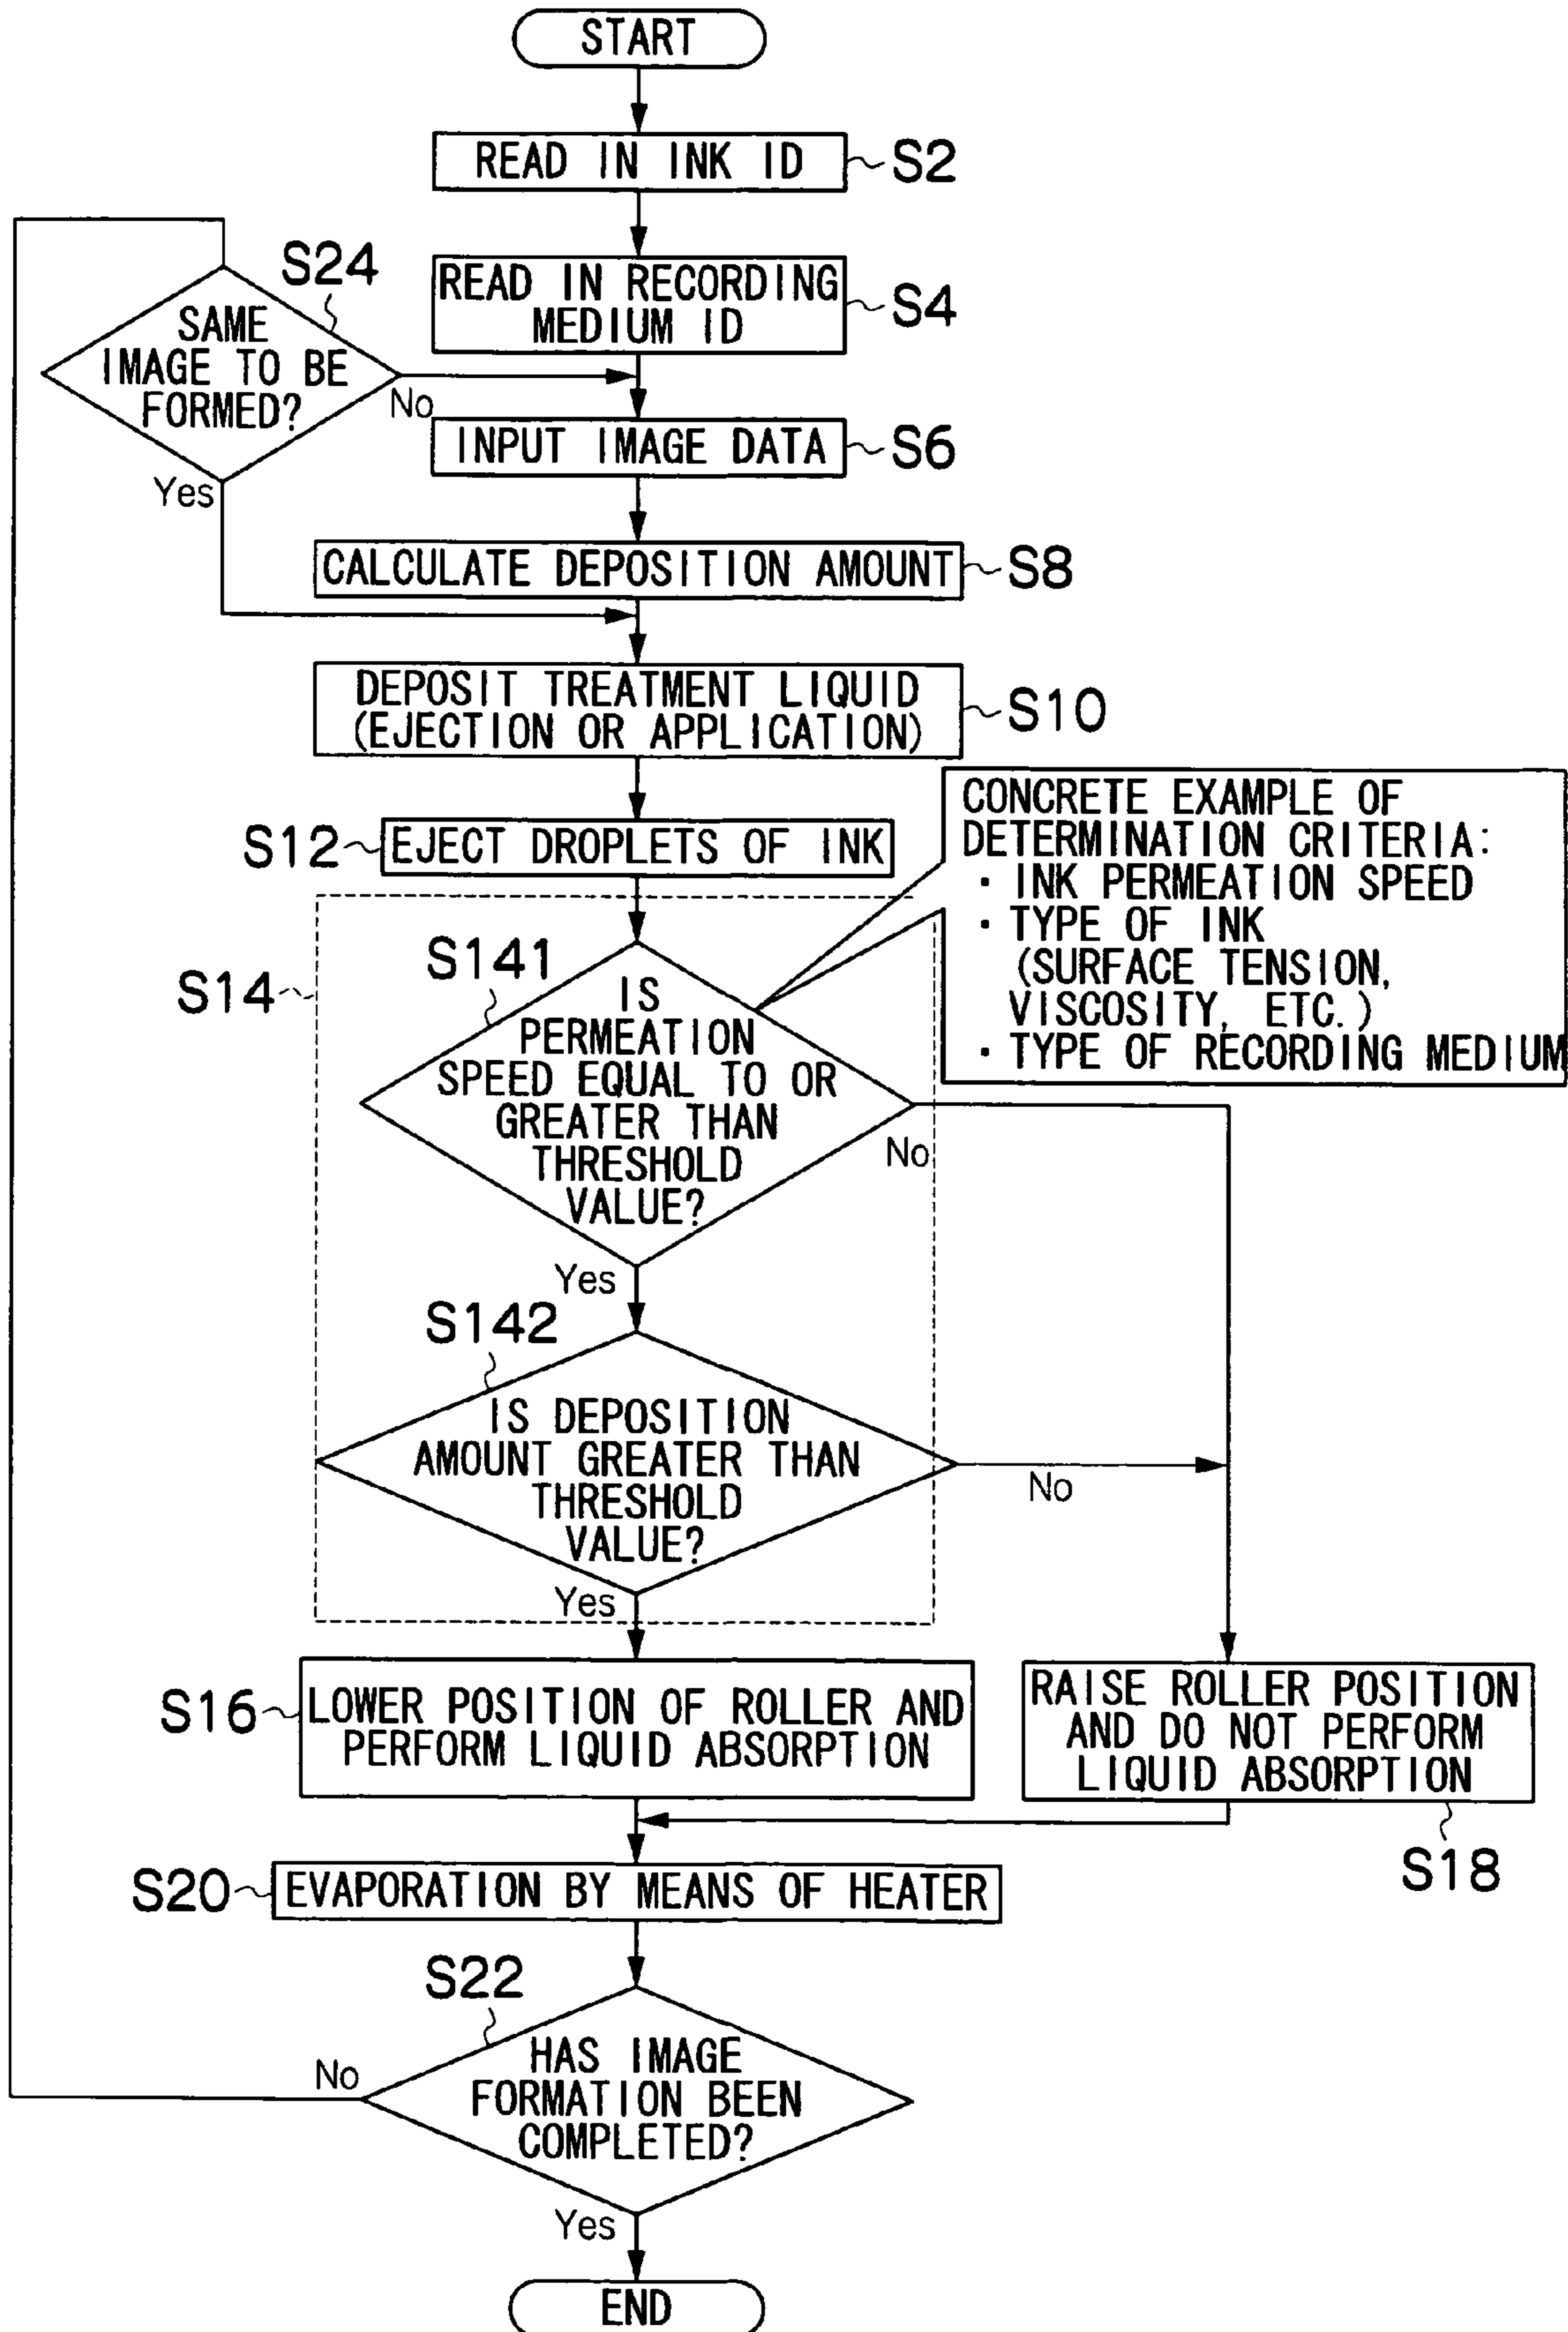 START
READ IN INK ID
S2
S24
READ IN RECORDING
MEDIUM ID
S4
SAME
IMAGE TO BE
FORMED?
No
Yes
INPUT IMAGE DATA
S6
CALCULATE DEPOSITION AMOUNT
S8
DEPOSIT TREATMENT LIQUID
(EJECTION OR APPLICATION)
S10
S12
EJECT DROPLETS OF INK
CONCRETE EXAMPLE OF
DETERMINATION CRITERIA:
· INK PERMEATION SPEED
· TYPE OF INK
(SURFACE TENSION,
VISCOSITY, ETC.)
· TYPE OF RECORDING MEDIUM
S14
S141
IS
PERMEATION
SPEED EQUAL TO OR
GREATER THAN
THRESHOLD
VALUE?
No
Yes
S142
IS DEPOSITION
AMOUNT GREATER THAN
THRESHOLD
VALUE?
No
Yes
S16
LOWER POSITION OF ROLLER AND
PERFORM LIQUID ABSORPTION
RAISE ROLLER POSITION
AND DO NOT PERFORM
LIQUID ABSORPTION
S18
S20
EVAPORATION BY MEANS OF HEATER
S22
HAS IMAGE
FORMATION BEEN
COMPLETED?
No
Yes
END